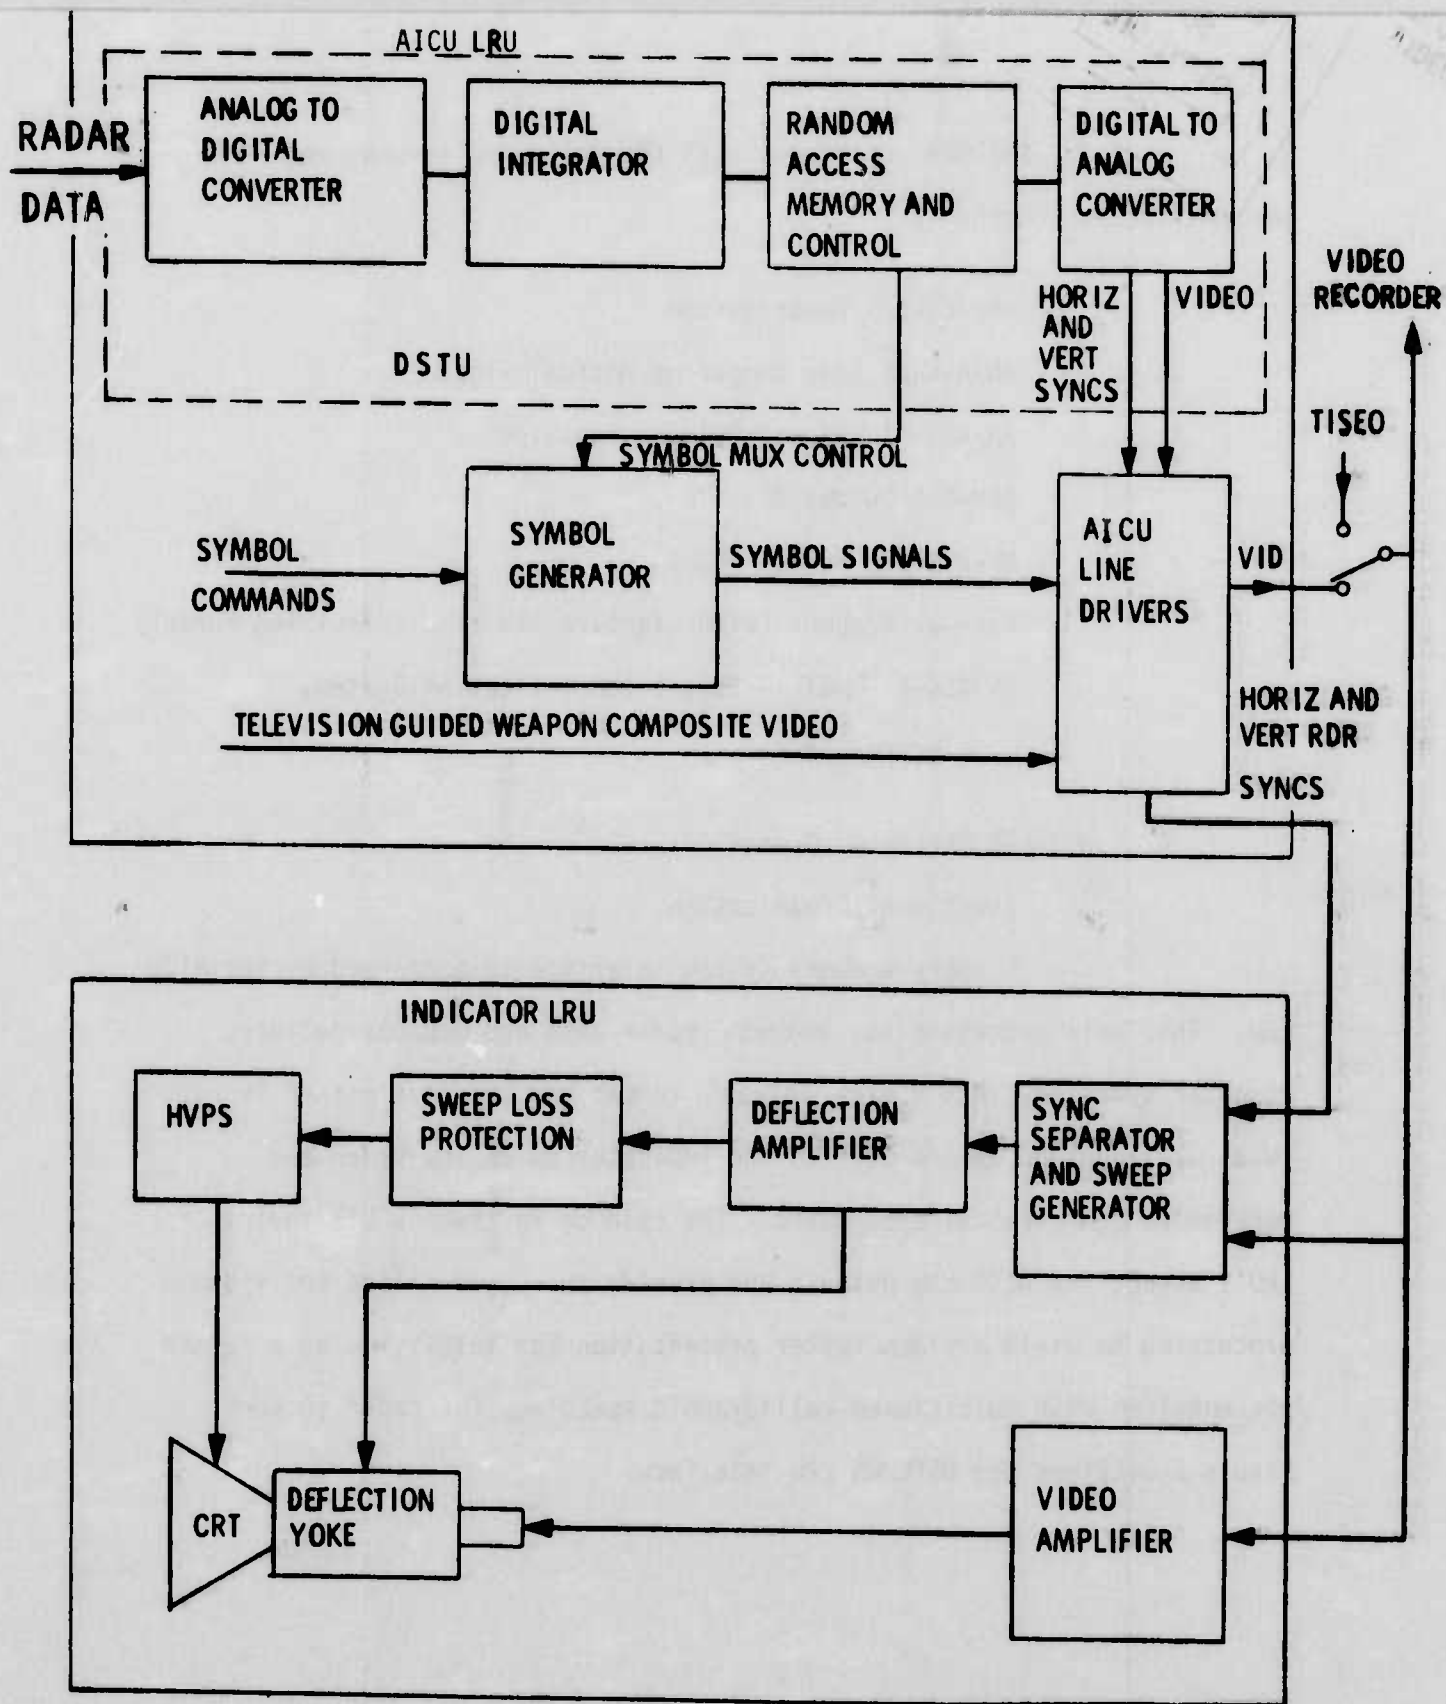 AICU LRU
RADAR
DATA
ANALOG TO
DIGITAL
CONVERTER
DIGITAL
INTEGRATOR
RANDOM
ACCESS
MEMORY AND
CONTROL
DIGITAL TO
ANALOG
CONVERTER
DSTU
HORIZ
AND
VERT
SYNCS
VIDEO
VIDEO
RECORDER
TISEO
SYMBOL MUX CONTROL
SYMBOL
COMMANDS
SYMBOL
GENERATOR
SYMBOL SIGNALS
AICU
LINE
DRIVERS
VID
TELEVISION GUIDED WEAPON COMPOSITE VIDEO
HORIZ AND
VERT RDR
SYNCS
INDICATOR LRU
HVPS
SWEEP LOSS
PROTECTION
DEFLECTION
AMPLIFIER
SYNC
SEPARATOR
AND SWEEP
GENERATOR
CRT
DEFLECTION
YOKE
VIDEO
AMPLIFIER